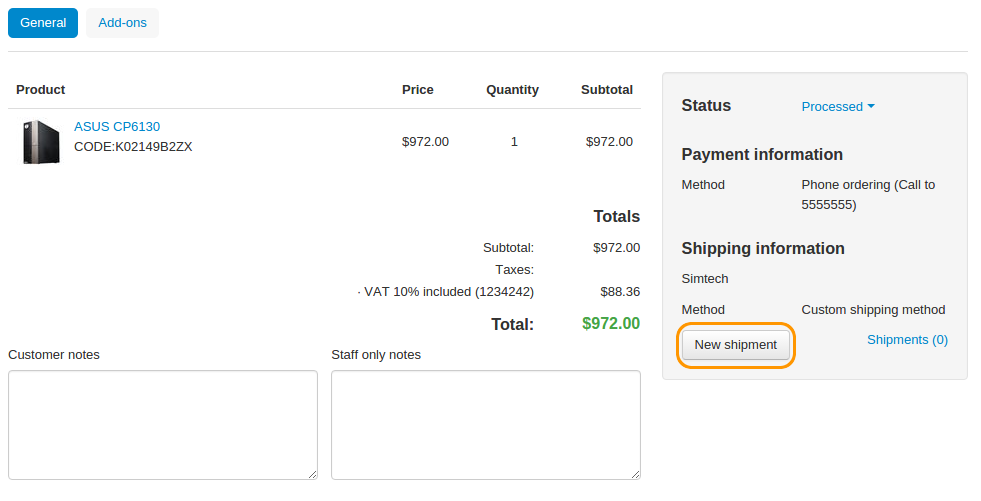 General
Add-ons
Product
Price
Quantity
Subtotal
ASUS CP6130
CODE:K02149B2ZX
$972.00
1
$972.00
Totals
Subtotal:
$972.00
Taxes:
· VAT 10% included (1234242)
$88.36
Total:
$972.00
Customer notes
Staff only notes
Status
Processed
Payment information
Method
Phone ordering (Call to
5555555)
Shipping information
Simtech
Method
Custom shipping method
New shipment
Shipments (0)